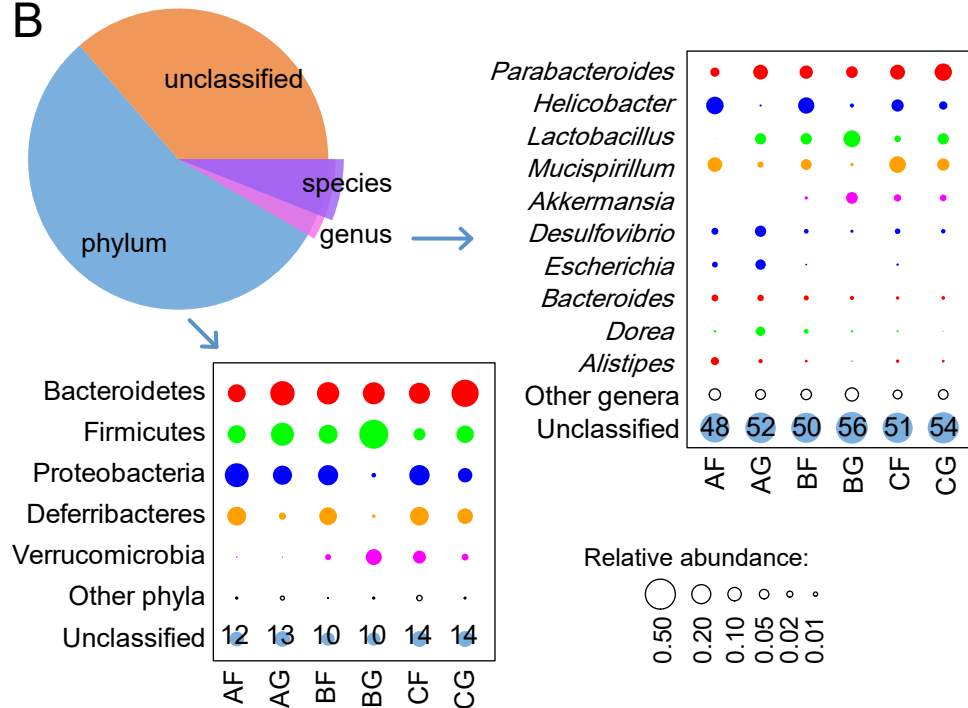 B
unclassified
species
genus
phylum
Parabacteroides
Helicobacter
Lactobacillus
Mucispirillum
Akkermansia
Desulfovibrio
Escherichia
Bacteroides
Dorea
Alistipes
Other genera
Unclassified 48 52 50 56 51 54
AF AG BF BG CF CG
Bacteroidetes
Firmicutes
Proteobacteria
Deferribacteres
Verrucomicrobia
Other phyla
Unclassified 12 13 10 10 14 14
AF AG BF BG CF CG
Relative abundance:
0.50 0.20 0.10 0.05 0.02 0.01